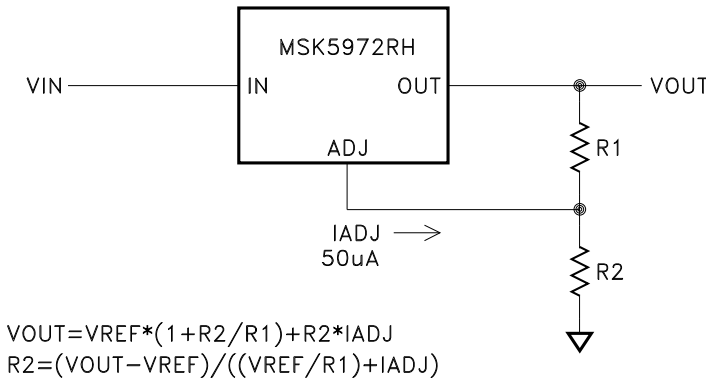 MSK5972RH
VIN
IN
OUT
VOUT
ADJ
R1
IADJ
50uA
R2
VOUT=VREF*(1+R2/R1)+R2*IADJ
R2=(VOUT-VREF)/((VREF/R1)+IADJ)